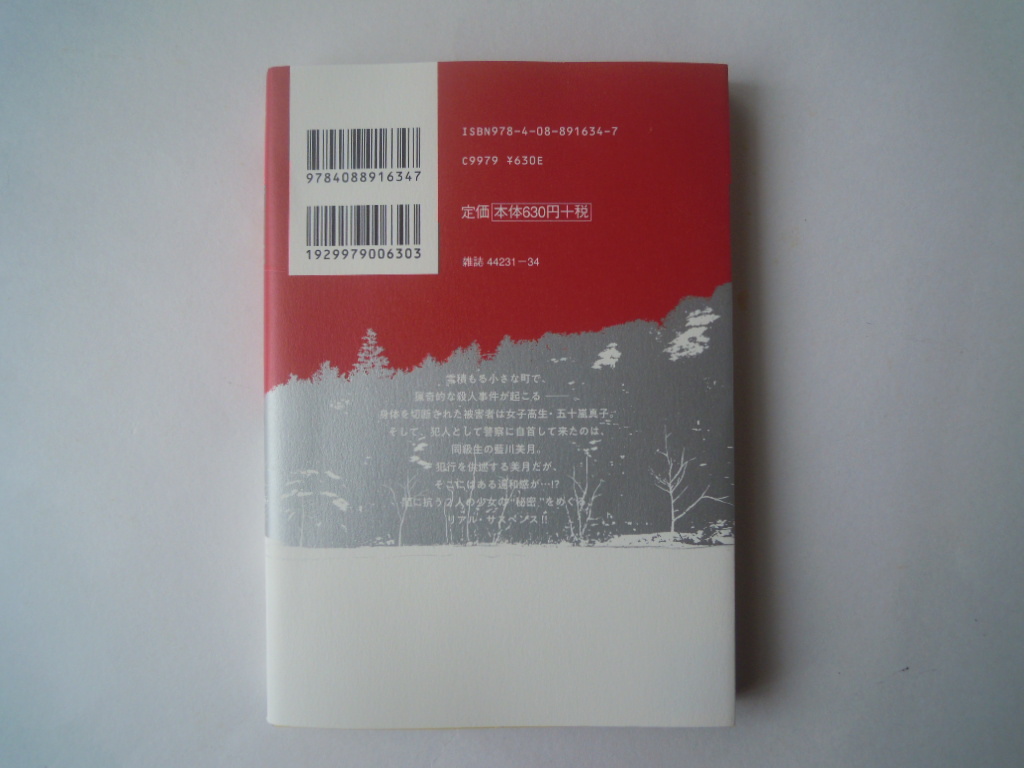 9784088916347
1929979006303
ISBN978-4-08-891634-7
C9979 ¥630E
定価 本体630円+税
雑誌 44231-34
雪積もる小さな町で、
猟奇的な殺人事件が起こる――
身体を切断された被害者は女子高生・五十嵐真子。
そして、犯人として警察に自首して来たのは、
同級生の藍川美月。
犯行を供述する美月だが、
そこにはある違和感が…!?
闇に抗う2人の少女の"秘密"をめぐる
リアル・サスペンス!!